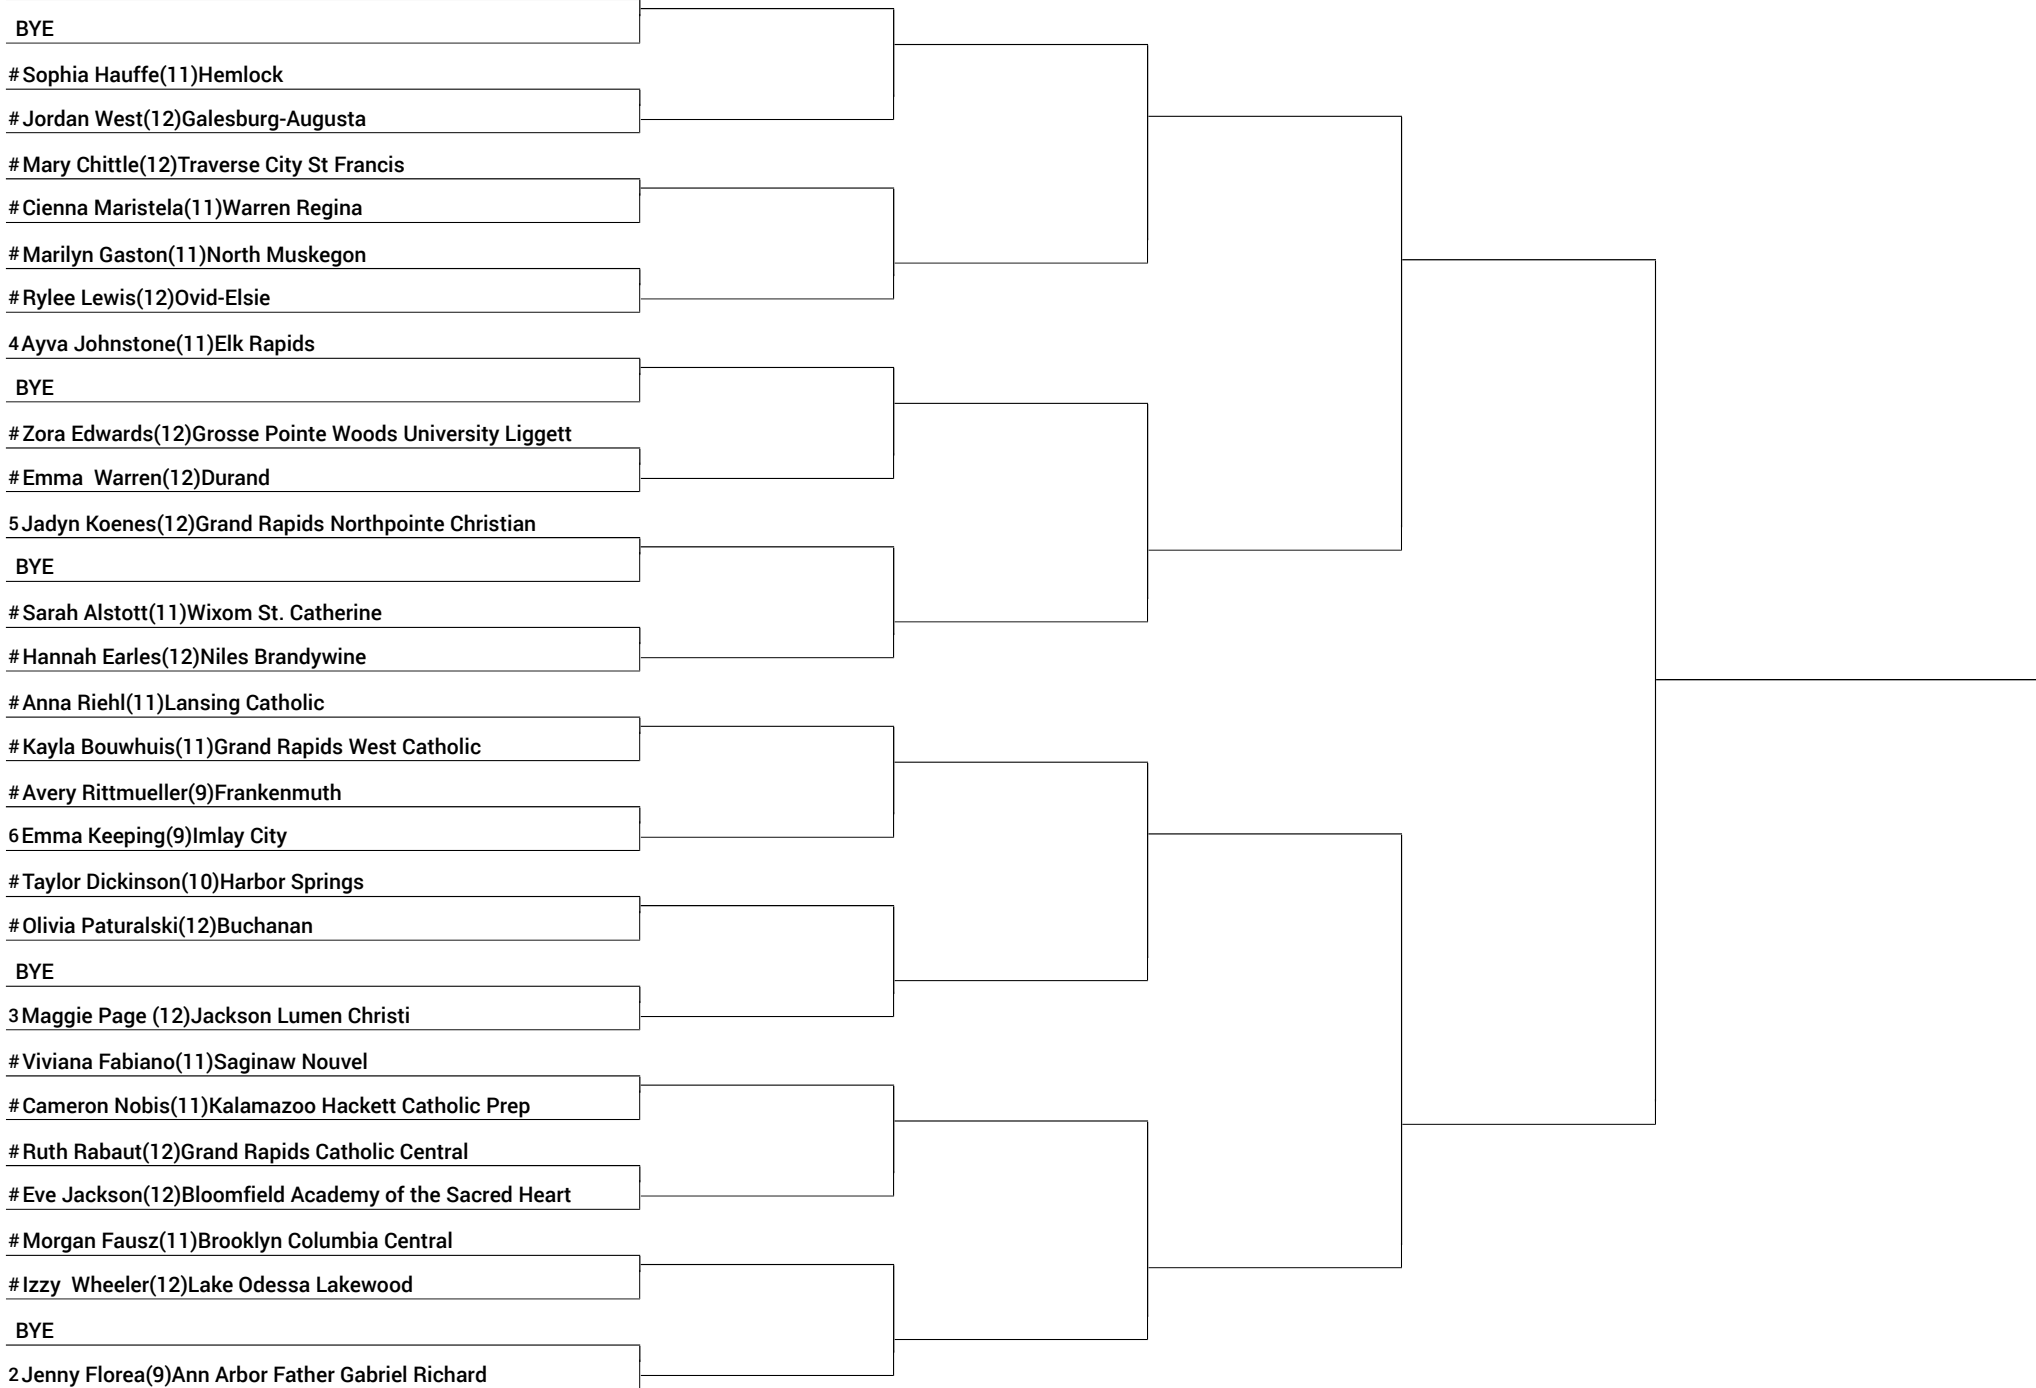 BYE
#Sophia Hauffe(11)Hemlock
#Jordan West(12)Galesburg-Augusta
#Mary Chittle(12)Traverse City St Francis
#Cienna Maristela(11)Warren Regina
#Marilyn Gaston(11)North Muskegon
#Rylee Lewis(12)Ovid-Elsie
4 Ayva Johnstone(11)Elk Rapids
BYE
#Zora Edwards(12)Grosse Pointe Woods University Liggett
#Emma  Warren(12)Durand
5 Jadyn Koenes(12)Grand Rapids Northpointe Christian
BYE
#Sarah Alstott(11)Wixom St. Catherine
#Hannah Earles(12)Niles Brandywine
#Anna Riehl(11)Lansing Catholic
#Kayla Bouwhuis(11)Grand Rapids West Catholic
#Avery Rittmueller(9)Frankenmuth
6 Emma Keeping(9)Imlay City
#Taylor Dickinson(10)Harbor Springs
#Olivia Paturalski(12)Buchanan
BYE
3 Maggie Page (12)Jackson Lumen Christi
#Viviana Fabiano(11)Saginaw Nouvel
#Cameron Nobis(11)Kalamazoo Hackett Catholic Prep
#Ruth Rabaut(12)Grand Rapids Catholic Central
#Eve Jackson(12)Bloomfield Academy of the Sacred Heart
#Morgan Fausz(11)Brooklyn Columbia Central
#Izzy  Wheeler(12)Lake Odessa Lakewood
BYE
2 Jenny Florea(9)Ann Arbor Father Gabriel Richard